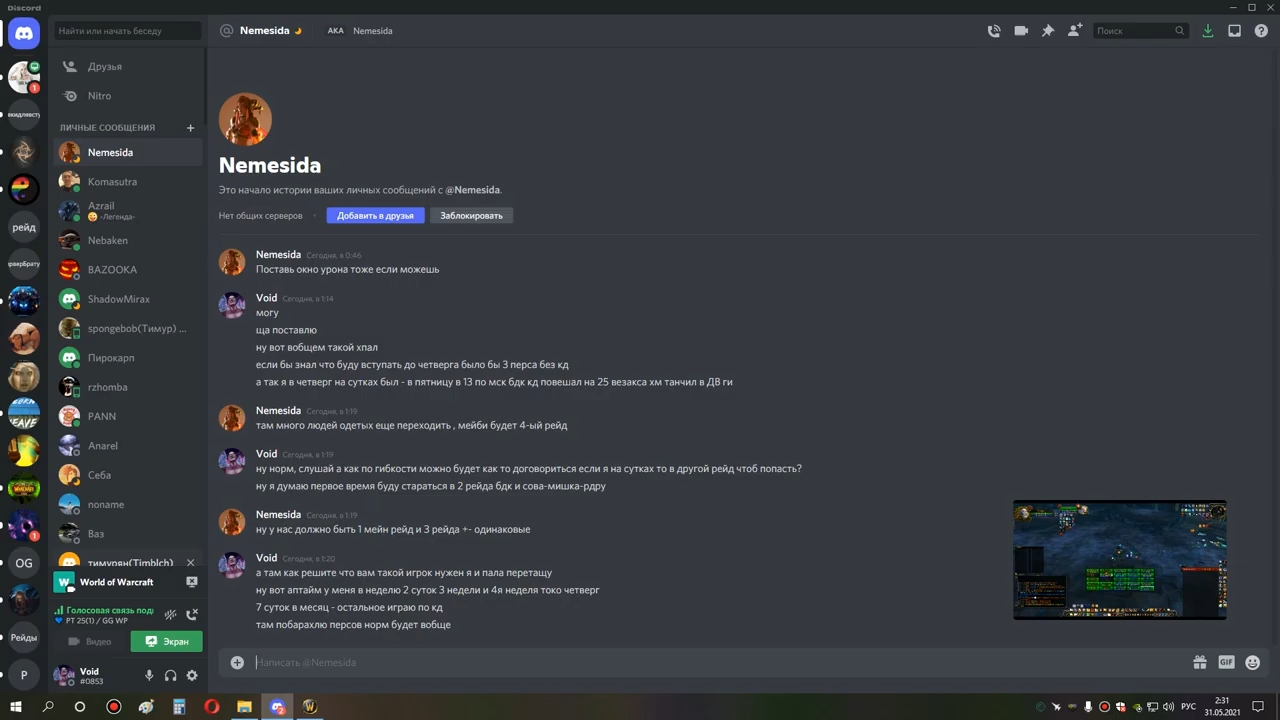 Discord
Найти или начать беседу
Nemesida
AKA
Nemesida
Поиск
Друзья
Nitro
ЛИЧНЫЕ СООБЩЕНИЯ
Nemesida
Komasutra
Azrail
-Легенда-
Nebaken
BAZOOKA
ShadowMirax
spongebob(Тимур) ...
Пирокарп
rzhomba
PANN
Anarel
Себа
noname
Ваз
тимурян(Timblch)
World of Warcraft
Голосовая связь подк
PT 25(1) / GG WP
Видео
Экран
Void
#0853
рейд
OG
Рейды
Р
1
1
Nemesida
Это начало истории ваших личных сообщений с @Nemesida.
Нет общих серверов
Добавить в друзья
Заблокировать
Nemesida Сегодня, в 0:46
Поставь окно урона тоже если можешь
Void Сегодня, в 1:14
могу
ща поставлю
ну вот вобщем такой хпал
если бы знал что буду вступать до четверга было бы 3 перса без кд
а так я в четверг на сутках был - в пятницу в 13 по мск бдк кд повешал на 25 везакса хм танчил в ДВ ги
Nemesida Сегодня, в 1:19
там много людей одетых еще переходить , мейби будет 4-ый рейд
Void Сегодня, в 1:19
ну норм, слушай а как по гибкости можно будет как то договориться если я на сутках то в другой рейд чтоб попасть?
ну я думаю первое время буду стараться в 2 рейда бдк и сова-мишка-рдру
Nemesida Сегодня, в 1:19
ну у нас должно быть 1 мейн рейд и 3 рейда +- одинаковые
Void Сегодня, в 1:20
а там как решите что вам такой игрок нужен я и пала перетащу
ну вот аптайм у меня в неделю 2 суток 3 недели и 4я неделя токо четверг
7 суток в месяц - остальное играю по кд
там побарахлю персов норм будет вобще
Написать @Nemesida
GIF
РУС
2:31
31.05.2021